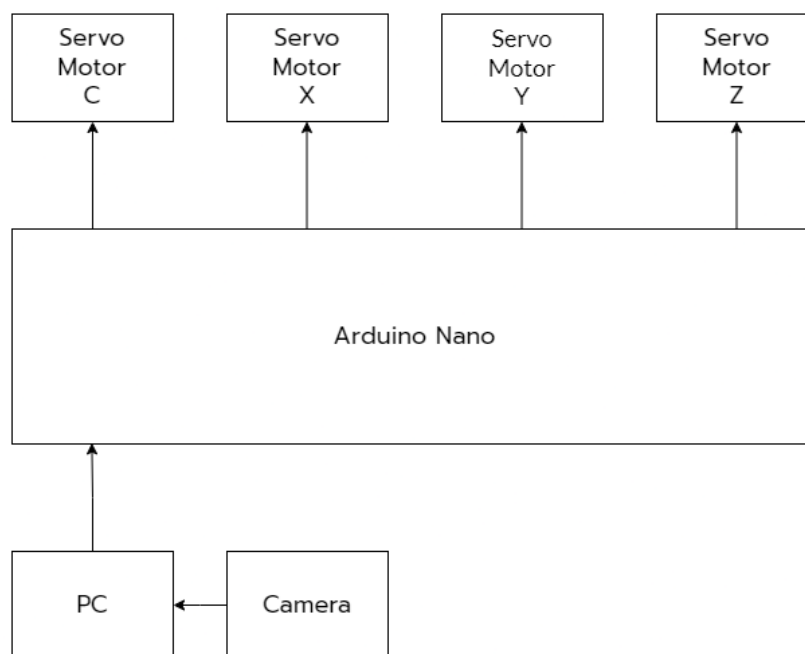 Servo
Motor
C
Servo
Motor
X
Servo
Motor
Y
Servo
Motor
Z
Arduino Nano
PC
Camera